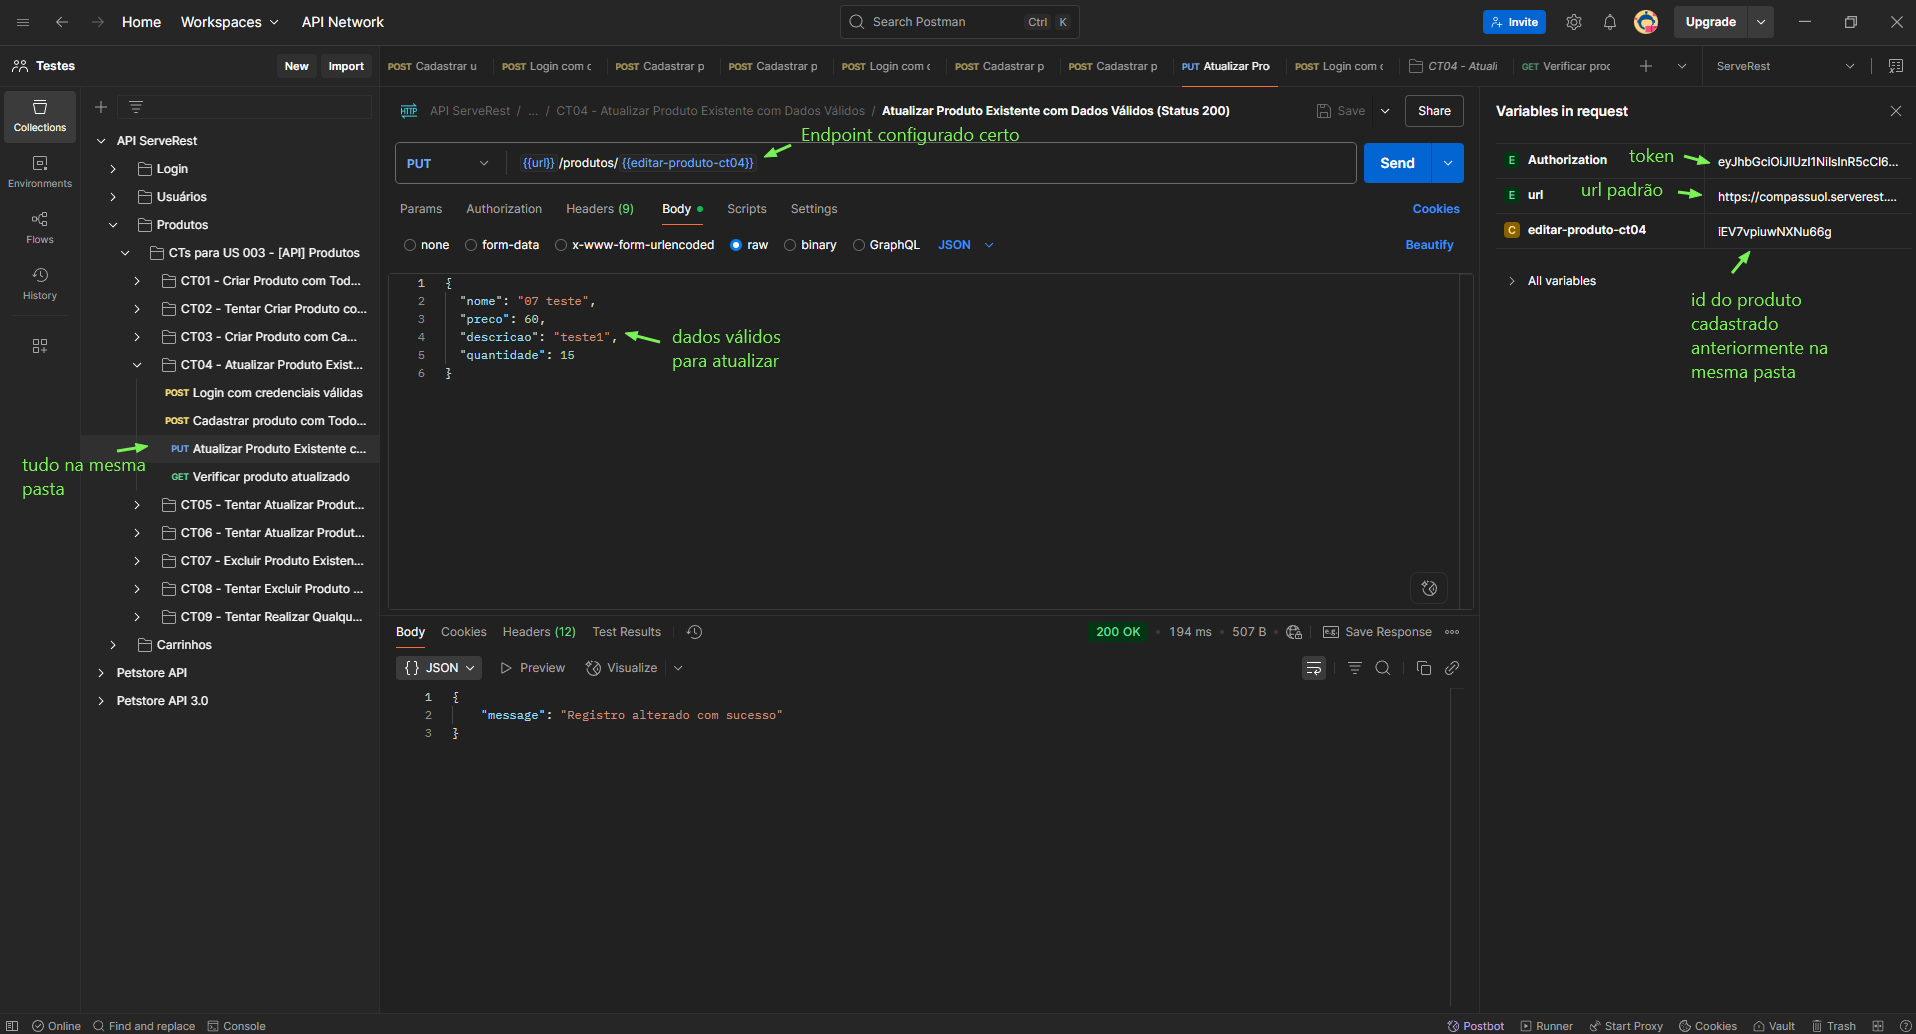 Home
Workspaces
API Network
Search Postman
Ctrl
K
Invite
Upgrade
Testes
New
Import
POST Cadastrar u
POST Login com c
POST Cadastrar p
POST Cadastrar p
POST Login com c
POST Cadastrar p
POST Cadastrar p
PUT Atualizar Pro
POST Login com c
CT04 - Atuali
GET Verificar proc
ServeRest
Collections
Environments
Flows
History
API ServeRest
Login
Usuários
Produtos
CTs para US 003 - [API] Produtos
CT01 - Criar Produto com Tod...
CT02 - Tentar Criar Produto co...
CT03 - Criar Produto com Ca...
CT04 - Atualizar Produto Exist...
POST Login com credenciais válidas
POST Cadastrar produto com Todo...
PUT Atualizar Produto Existente c...
GET Verificar produto atualizado
CT05 - Tentar Atualizar Produt...
CT06 - Tentar Atualizar Produt...
CT07 - Excluir Produto Existen...
CT08 - Tentar Excluir Produto ...
CT09 - Tentar Realizar Qualqu...
Carrinhos
Petstore API
Petstore API 3.0
tudo na mesma
pasta
HTTP
API ServeRest / ... / CT04 - Atualizar Produto Existente com Dados Válidos / Atualizar Produto Existente com Dados Válidos (Status 200)
Save
Share
Endpoint configurado certo
PUT
{{url}} /produtos/ {{editar-produto-ct04}}
Send
Params
Authorization
Headers (9)
Body
Scripts
Settings
Cookies
none
form-data
x-www-form-urlencoded
raw
binary
GraphQL
JSON
Beautify
1 {
2 "nome": "07 teste",
3 "preco": 60,
4 "descricao": "teste1",
5 "quantidade": 15
6 }
dados válidos
para atualizar
Body
Cookies
Headers (12)
Test Results
200 OK
194 ms
507 B
e.g.
Save Response
{} JSON
Preview
Visualize
1 {
2 "message": "Registro alterado com sucesso"
3 }
Variables in request
E Authorization
token
eyJhbGciOiJIUzI1NiIsInR5cCI6...
E url
url padrão
https://compassuol.serverest....
C editar-produto-ct04
iEV7vpiuwNXNu66g
All variables
id do produto
cadastrado
anteriormente na
mesma pasta
Online
Find and replace
Console
Postbot
Runner
Start Proxy
Cookies
Vault
Trash